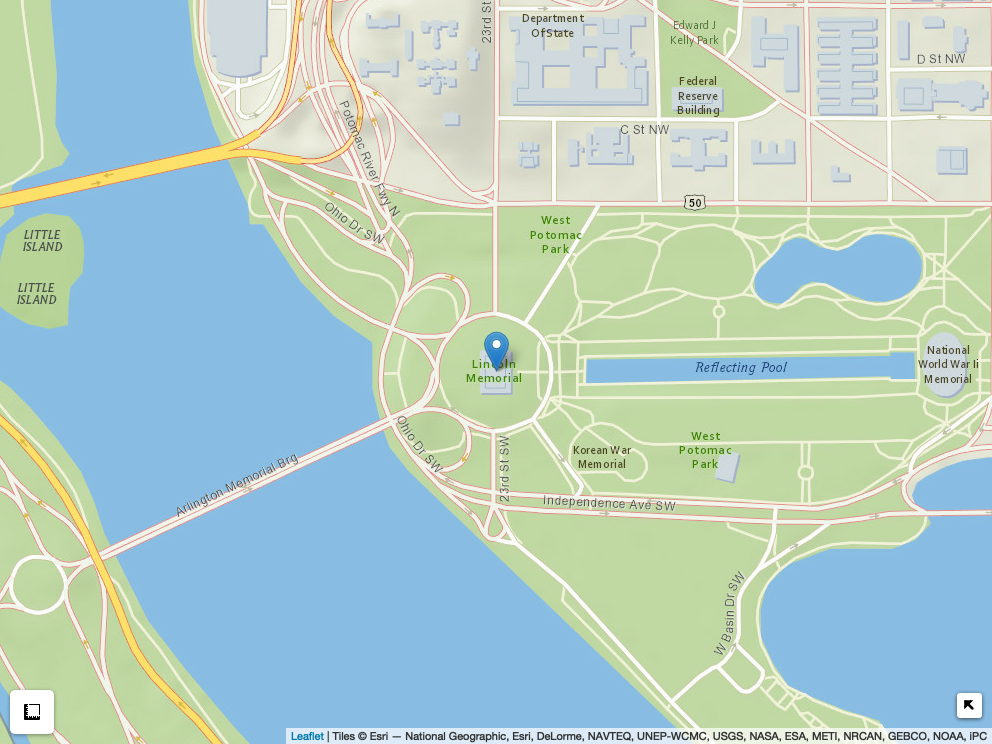 Department
Of State
Edward J
Kelly Park
23rd St
D St NW
Federal
Reserve
Building
C St NW
Potomac River Fwy N
50
Ohio Dr SW
West
Potomac
Park
LITTLE
ISLAND
LITTLE
ISLAND
Lincoln
Memorial
Reflecting Pool
National
World War Ii
Memorial
Ohio Dr SW
Korean War
Memorial
West
Potomac
Park
Arlington Memorial Brg
23rd St SW
Independence Ave SW
W Basin Dr SW
Leaflet | Tiles © Esri — National Geographic, Esri, DeLorme, NAVTEQ, UNEP-WCMC, USGS, NASA, ESA, METI, NRCAN, GEBCO, NOAA, iPC